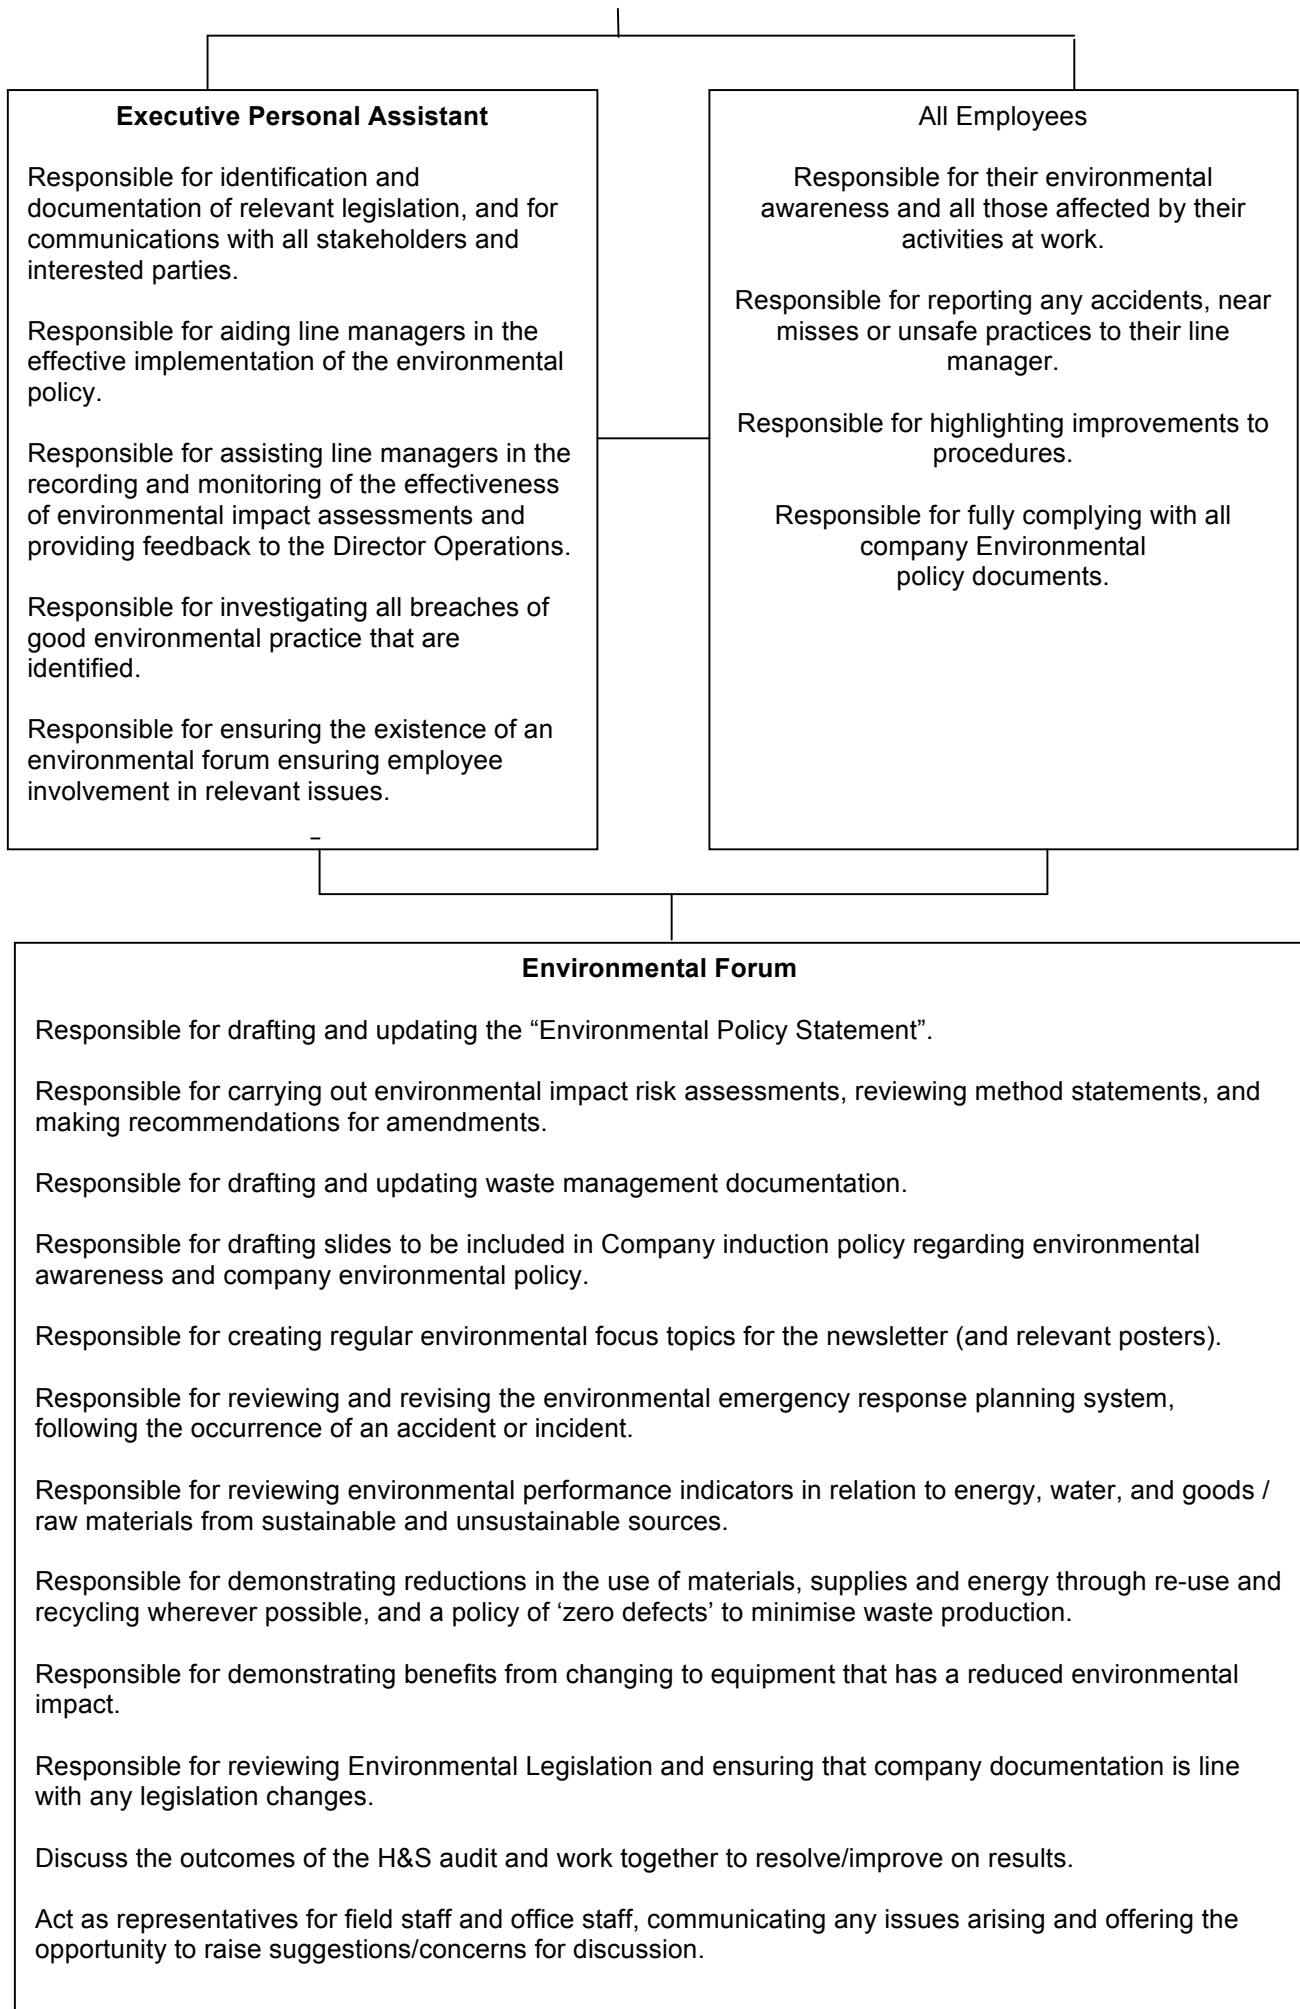 Executive Personal Assistant
Responsible for identification and
documentation of relevant legislation, and for
communications with all stakeholders and
interested parties.
Responsible for aiding line managers in the
effective implementation of the environmental
policy.
Responsible for assisting line managers in the
recording and monitoring of the effectiveness
of environmental impact assessments and
providing feedback to the Director Operations.
Responsible for investigating all breaches of
good environmental practice that are
identified.
Responsible for ensuring the existence of an
environmental forum ensuring employee
involvement in relevant issues.
All Employees
Responsible for their environmental
awareness and all those affected by their
activities at work.
Responsible for reporting any accidents, near
misses or unsafe practices to their line
manager.
Responsible for highlighting improvements to
procedures.
Responsible for fully complying with all
company Environmental
policy documents.
Environmental Forum
Responsible for drafting and updating the “Environmental Policy Statement”.
Responsible for carrying out environmental impact risk assessments, reviewing method statements, and
making recommendations for amendments.
Responsible for drafting and updating waste management documentation.
Responsible for drafting slides to be included in Company induction policy regarding environmental
awareness and company environmental policy.
Responsible for creating regular environmental focus topics for the newsletter (and relevant posters).
Responsible for reviewing and revising the environmental emergency response planning system,
following the occurrence of an accident or incident.
Responsible for reviewing environmental performance indicators in relation to energy, water, and goods /
raw materials from sustainable and unsustainable sources.
Responsible for demonstrating reductions in the use of materials, supplies and energy through re-use and
recycling wherever possible, and a policy of ‘zero defects’ to minimise waste production.
Responsible for demonstrating benefits from changing to equipment that has a reduced environmental
impact.
Responsible for reviewing Environmental Legislation and ensuring that company documentation is line
with any legislation changes.
Discuss the outcomes of the H&S audit and work together to resolve/improve on results.
Act as representatives for field staff and office staff, communicating any issues arising and offering the
opportunity to raise suggestions/concerns for discussion.